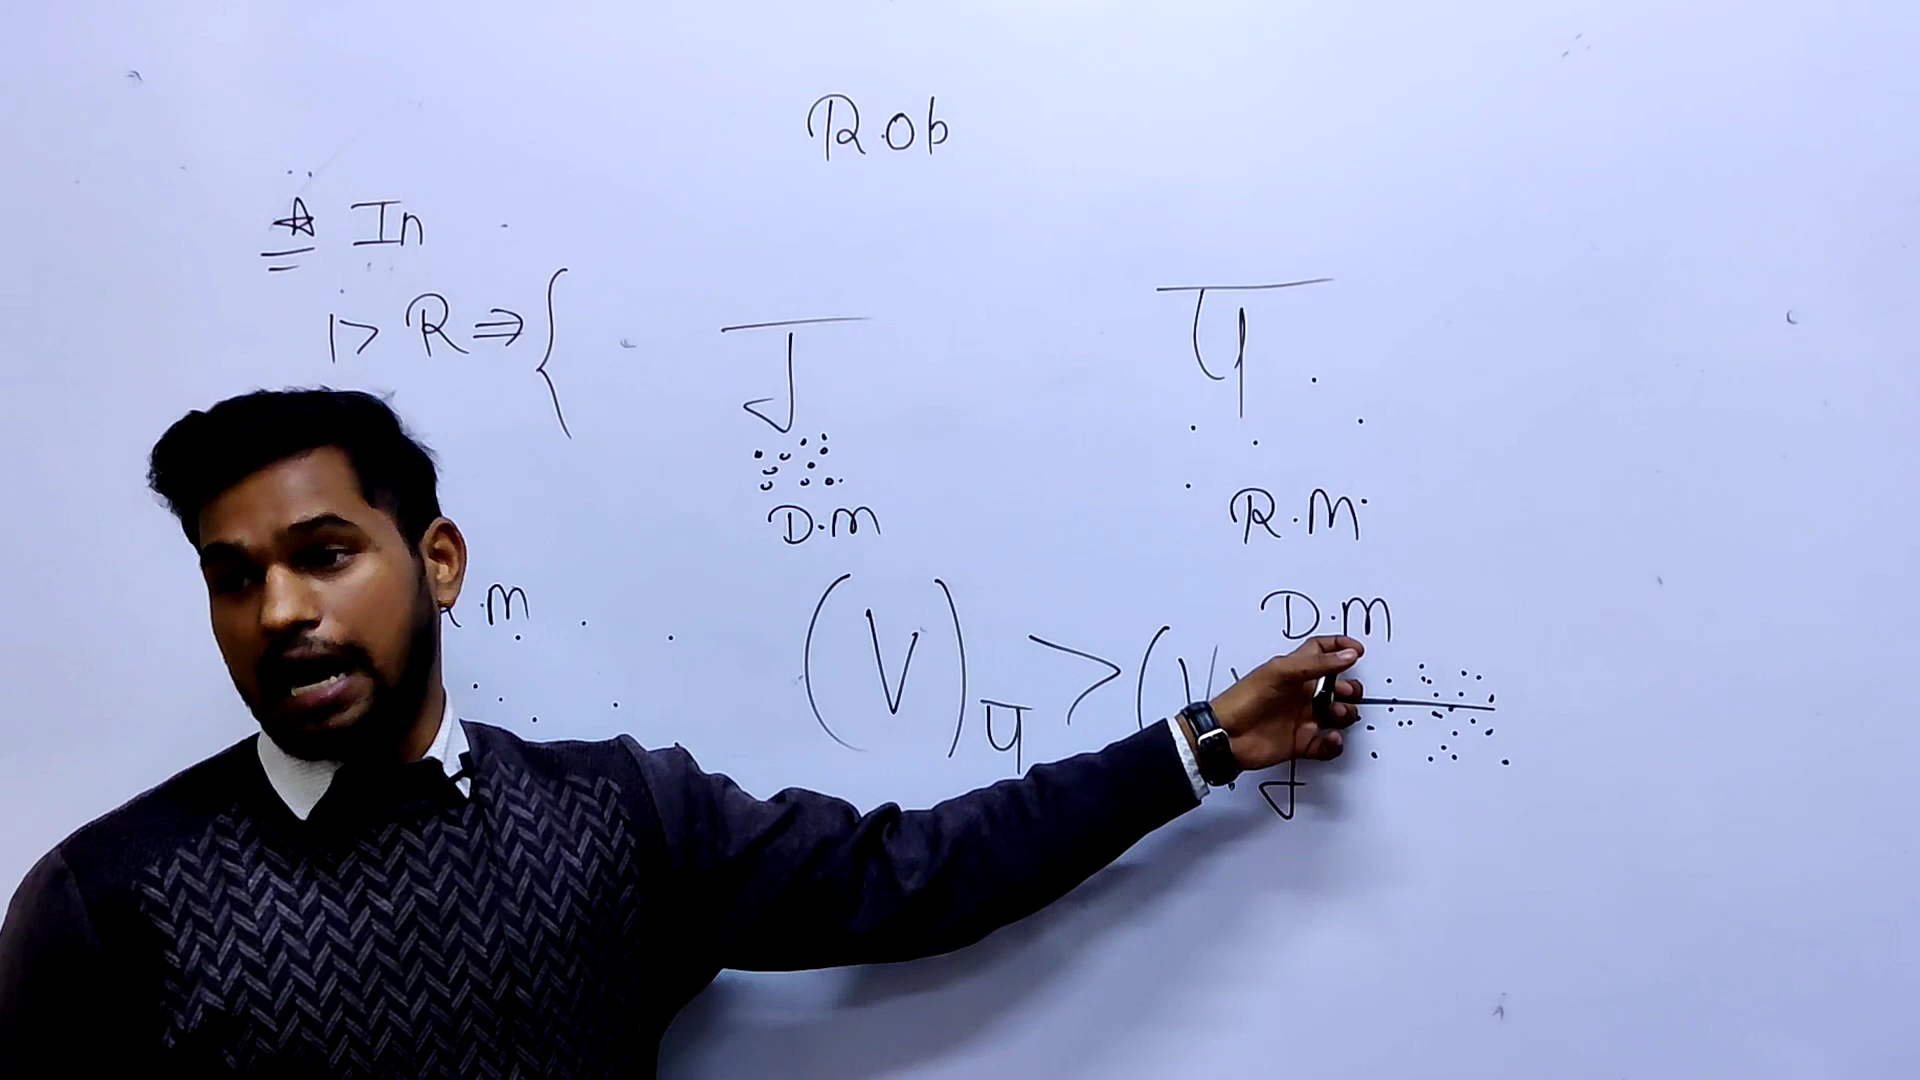 R.Ob
☆ In
1> R ⇒ {
प
D.m
R.M
.m
D.m
(V)प > (V